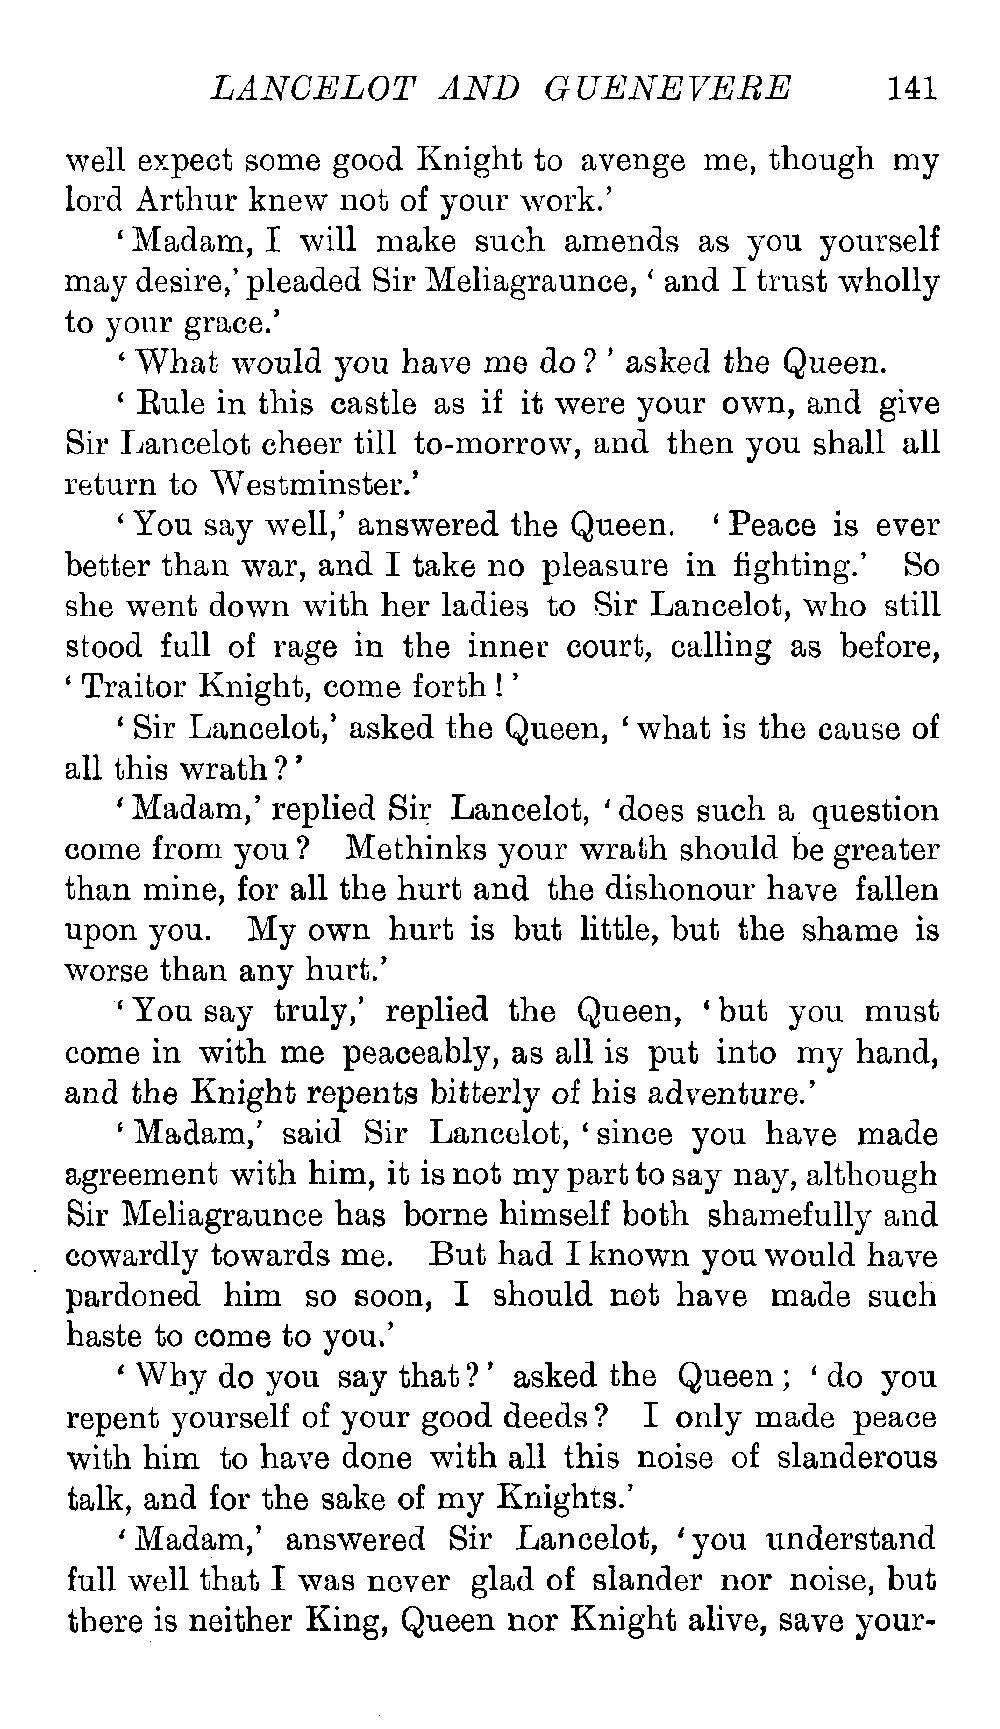 LANCELOT AND GUENEVERE 141
well expect some good Knight to avenge me, though my
lord Arthur knew not of your work.’
‘Madam, I will make such amends as you yourself
may desire,’ pleaded Sir Meliagraunce, ‘and I trust wholly
to your grace.’
‘What would you have me do?’ asked the Queen.
‘Rule in this castle as if it were your own, and give
Sir Lancelot cheer till to-morrow, and then you shall all
return to Westminster.’
‘You say well,’ answered the Queen. ‘Peace is ever
better than war, and I take no pleasure in fighting.’ So
she went down with her ladies to Sir Lancelot, who still
stood full of rage in the inner court, calling as before,
‘Traitor Knight, come forth!’
‘Sir Lancelot,’ asked the Queen, ‘what is the cause of
all this wrath?’
‘Madam,’ replied Sir Lancelot, ‘does such a question
come from you? Methinks your wrath should be greater
than mine, for all the hurt and the dishonour have fallen
upon you. My own hurt is but little, but the shame is
worse than any hurt.’
‘You say truly,’ replied the Queen, ‘but you must
come in with me peaceably, as all is put into my hand,
and the Knight repents bitterly of his adventure.’
‘Madam,’ said Sir Lancelot, ‘since you have made
agreement with him, it is not my part to say nay, although
Sir Meliagraunce has borne himself both shamefully and
cowardly towards me. But had I known you would have
pardoned him so soon, I should not have made such
haste to come to you.’
‘Why do you say that?’ asked the Queen; ‘do you
repent yourself of your good deeds? I only made peace
with him to have done with all this noise of slanderous
talk, and for the sake of my Knights.’
‘Madam,’ answered Sir Lancelot, ‘you understand
full well that I was never glad of slander nor noise, but
there is neither King, Queen nor Knight alive, save your-